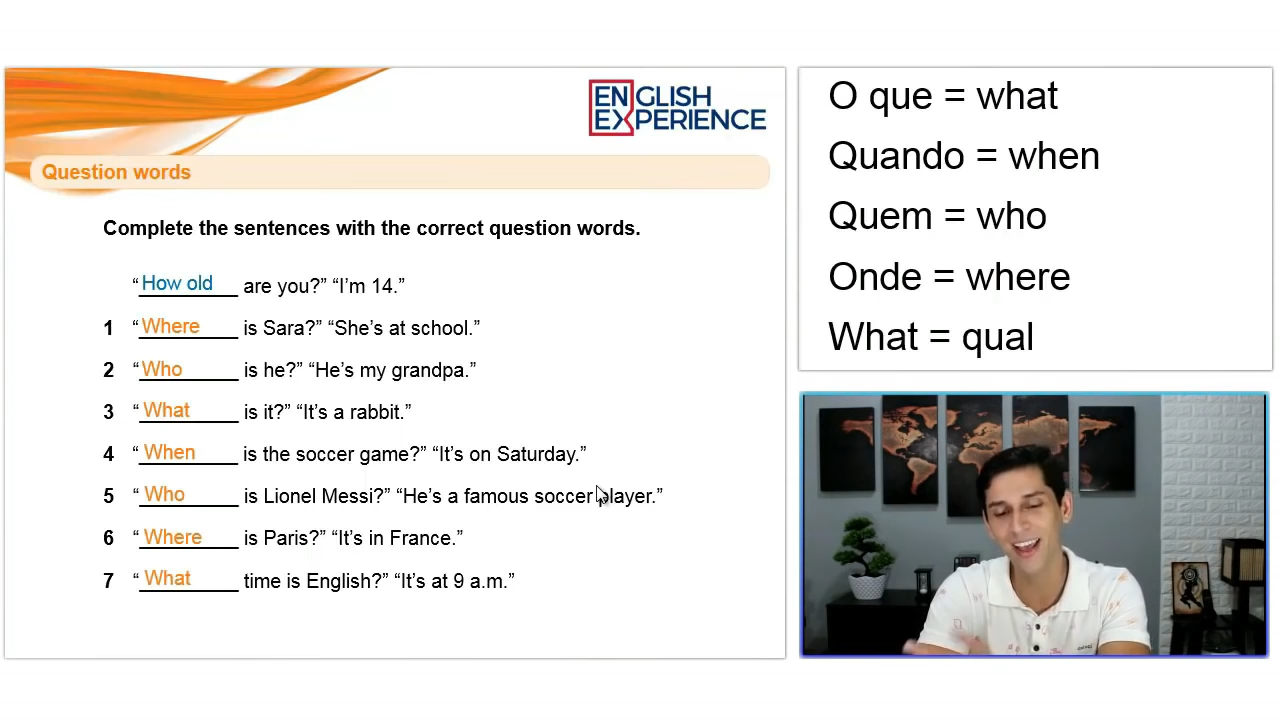 ENGLISH
EXPERIENCE
Question words
Complete the sentences with the correct question words.
“How old are you?” “I’m 14.”
1 “Where is Sara?” “She’s at school.”
2 “Who is he?” “He’s my grandpa.”
3 “What is it?” “It’s a rabbit.”
4 “When is the soccer game?” “It’s on Saturday.”
5 “Who is Lionel Messi?” “He’s a famous soccer player.”
6 “Where is Paris?” “It’s in France.”
7 “What time is English?” “It’s at 9 a.m.”
O que = what
Quando = when
Quem = who
Onde = where
What = qual